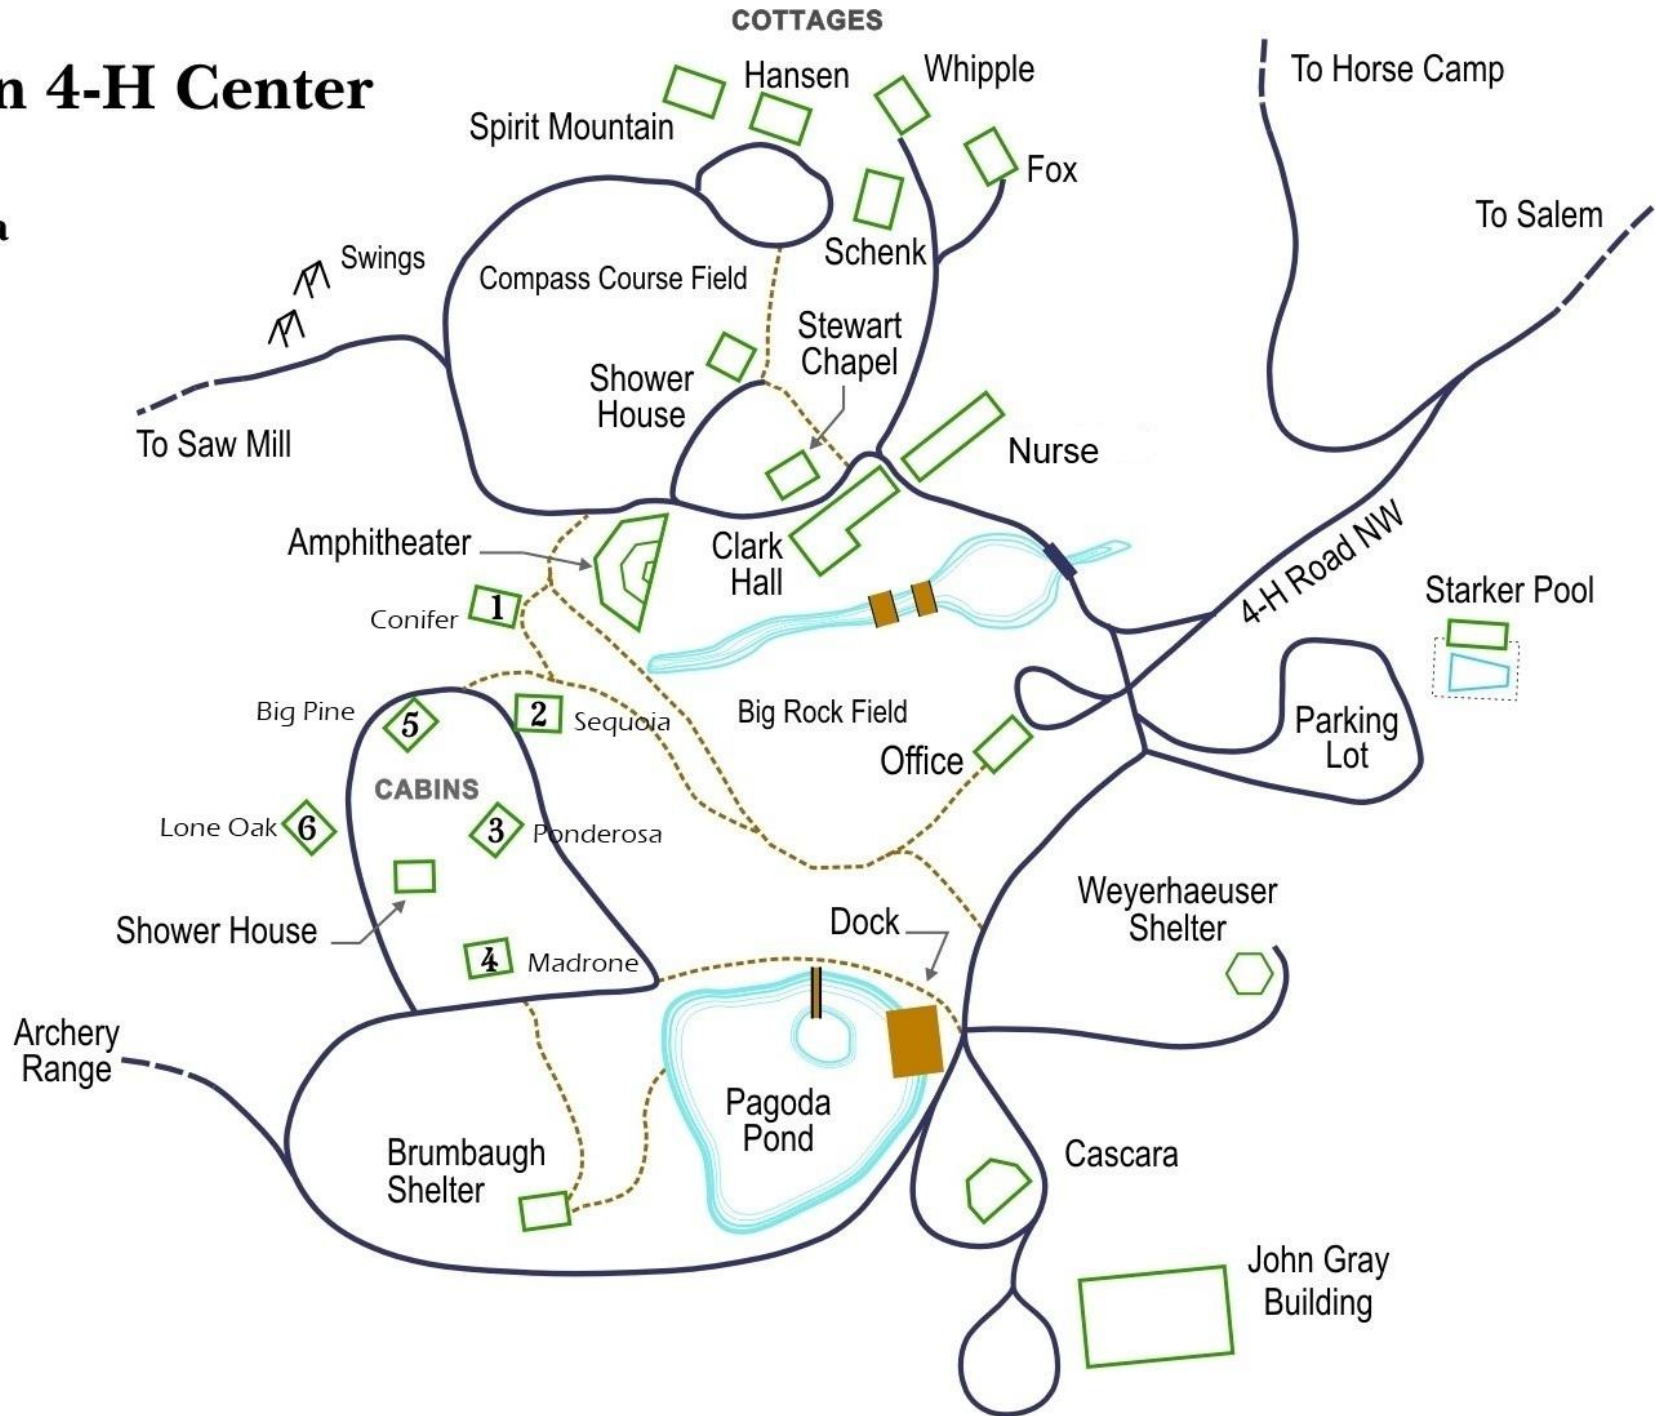 COTTAGES
n 4-H Center
a
Hansen
Whipple
Spirit Mountain
Fox
Schenk
To Horse Camp
To Salem
Swings
Compass Course Field
Stewart
Chapel
Shower
House
To Saw Mill
Nurse
Amphitheater
Clark
Hall
4-H Road NW
Starker Pool
1
Conifer
Big Pine
5
2
Sequoia
Big Rock Field
Office
Parking
Lot
CABINS
Lone Oak
6
3
Ponderosa
Shower House
4
Madrone
Dock
Weyerhaeuser
Shelter
Archery
Range
Pagoda
Pond
Brumbaugh
Shelter
Cascara
John Gray
Building